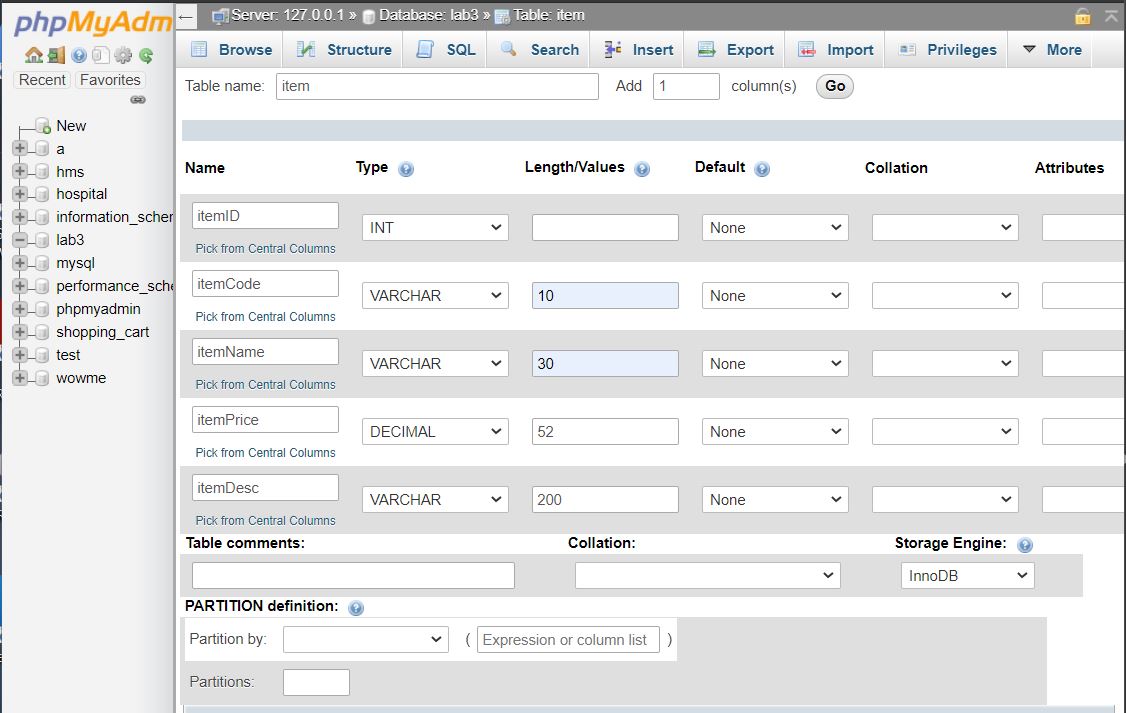 phpMyAdm
Server: 127.0.0.1 » Database: lab3 » Table: item
Browse Structure SQL Search Insert Export Import Privileges More
Recent Favorites
Table name: item Add 1 column(s) Go
New
a
hms
hospital
information_scher
lab3
mysql
performance_sche
phpmyadmin
shopping_cart
test
wowme
Name Type Length/Values Default Collation Attributes
itemID INT None
Pick from Central Columns
itemCode VARCHAR 10 None
Pick from Central Columns
itemName VARCHAR 30 None
Pick from Central Columns
itemPrice DECIMAL 52 None
Pick from Central Columns
itemDesc VARCHAR 200 None
Pick from Central Columns
Table comments: Collation: Storage Engine:
InnoDB
PARTITION definition:
Partition by: ( Expression or column list )
Partitions: